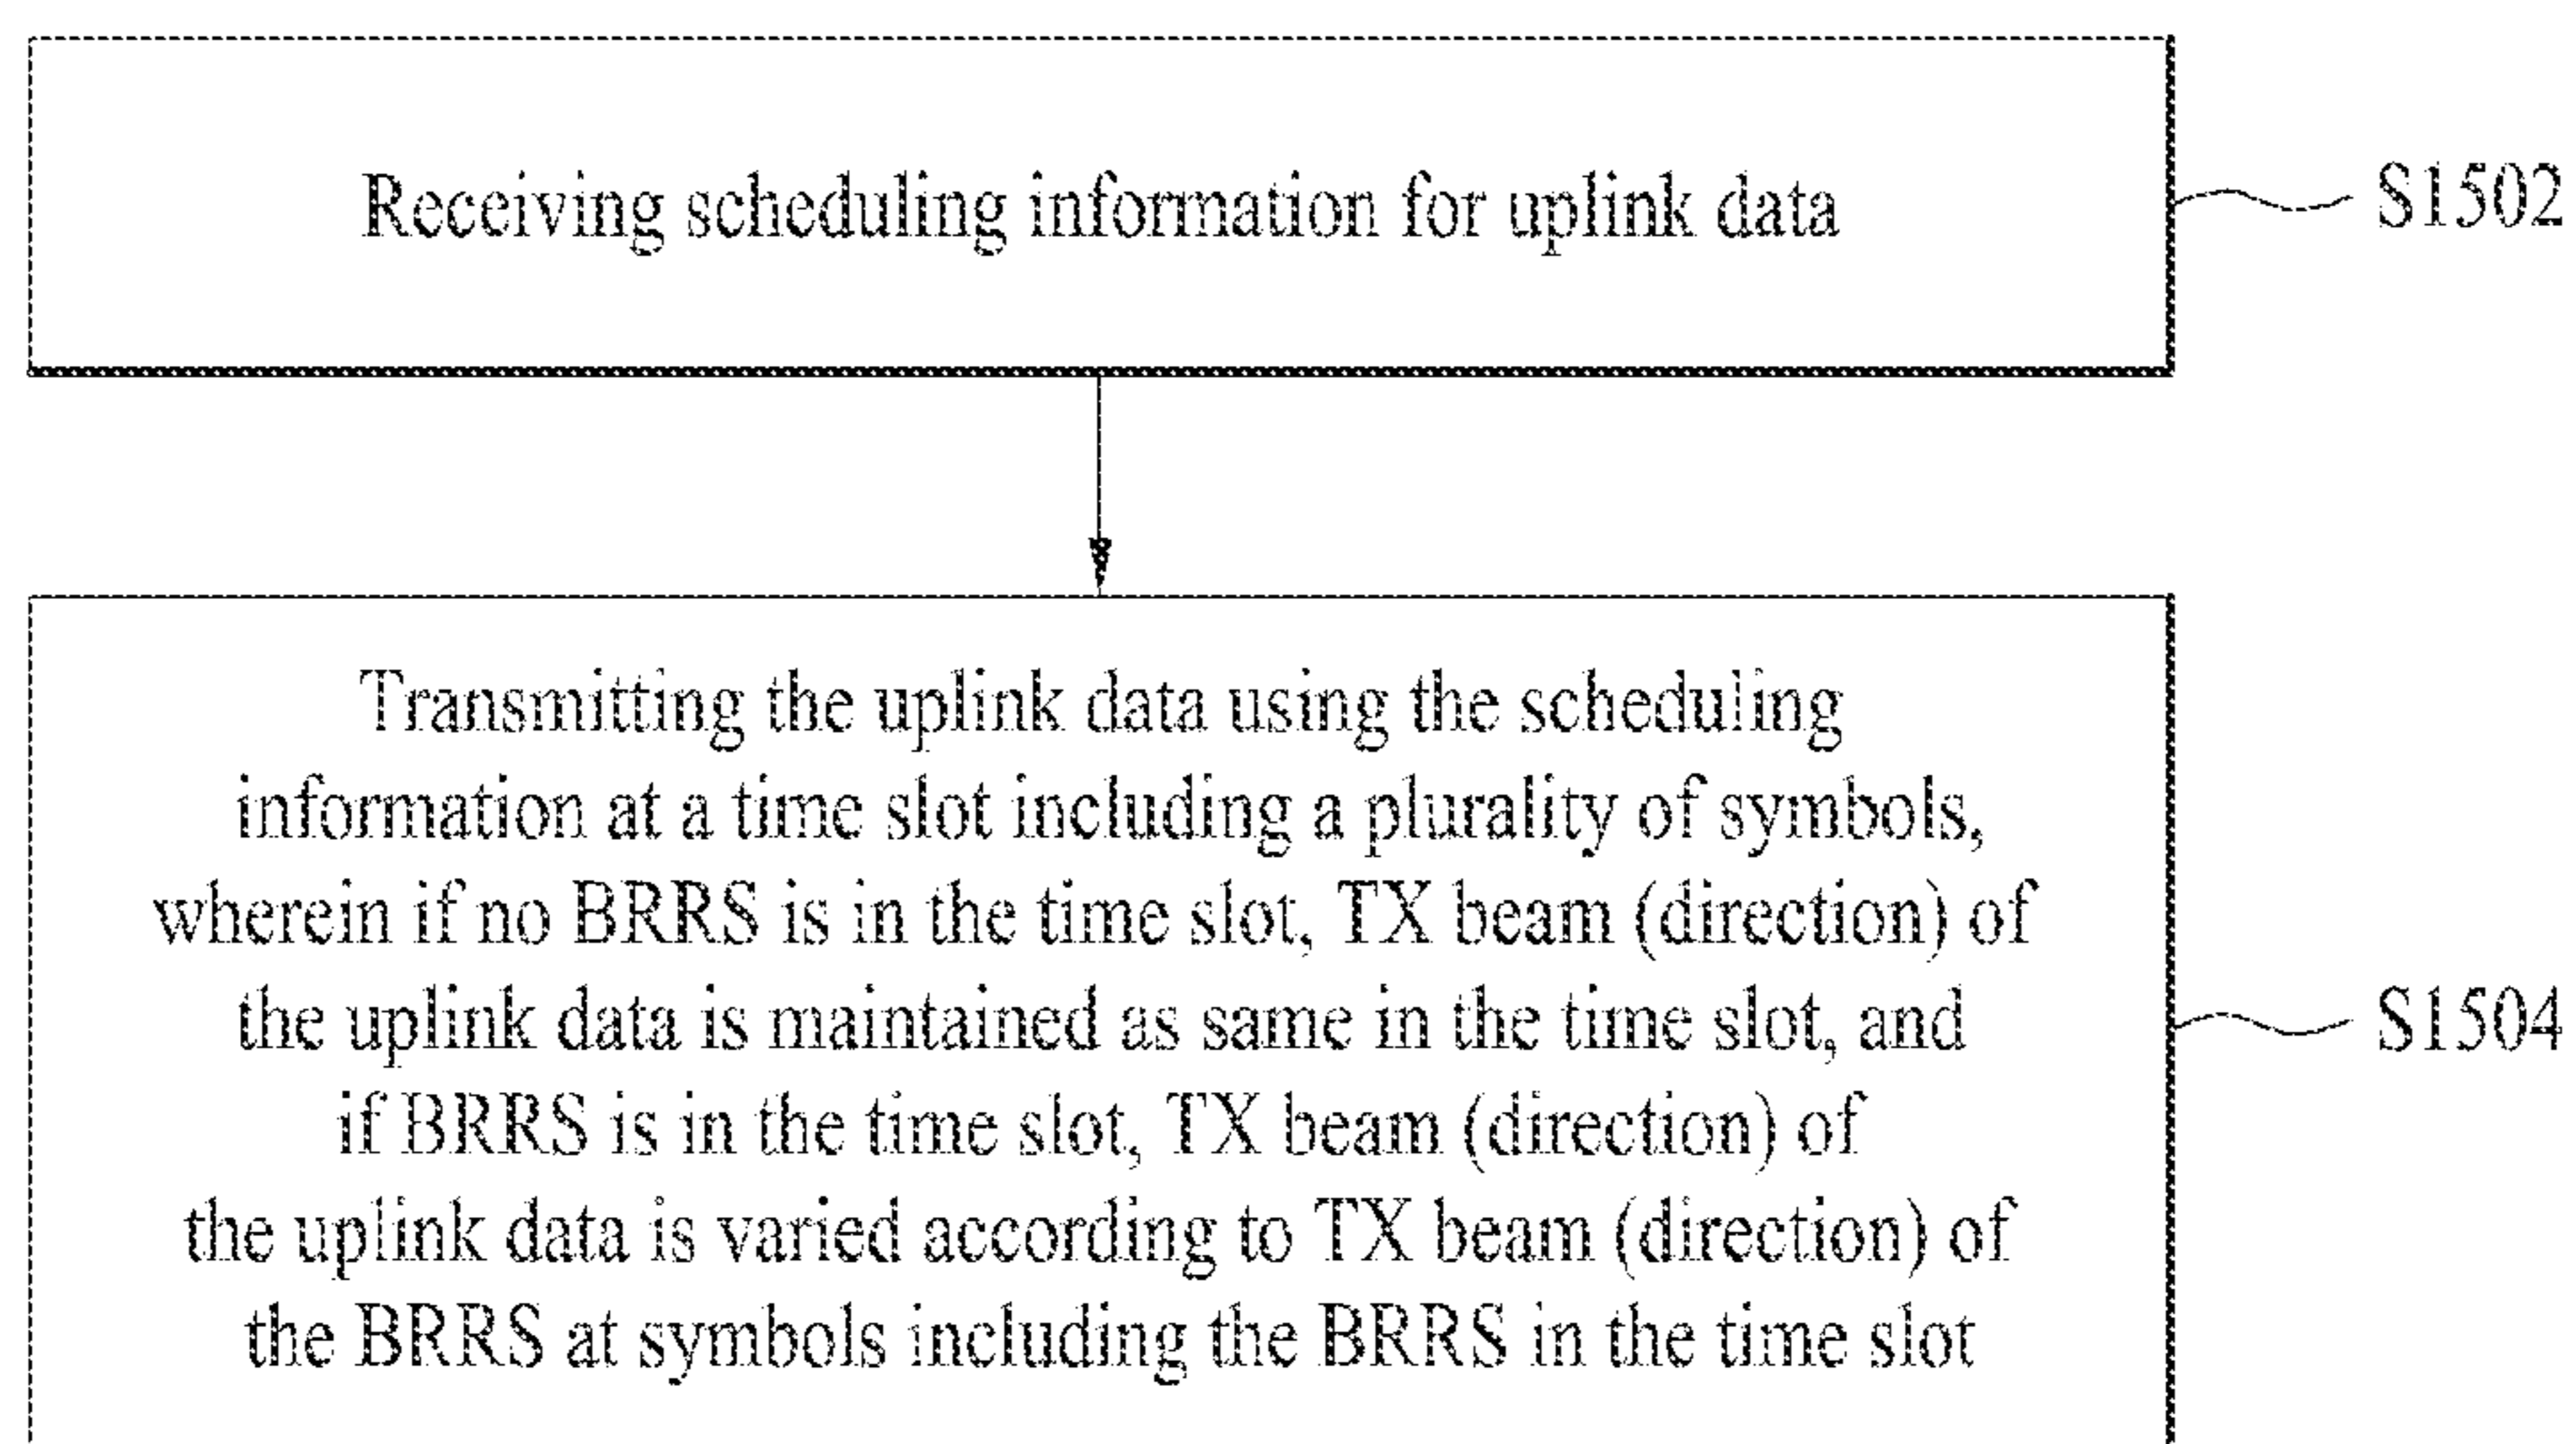 Receiving scheduling information for uplink data
S1502
Transmitting the uplink data using the scheduling
information at a time slot including a plurality of symbols,
wherein if no BRRS is in the time slot, TX beam (direction) of
the uplink data is maintained as same in the time slot, and
S1504
if BRRS is in the time slot, TX beam (direction) of
the uplink data is varied according to TX beam (direction) of
the BRRS at symbols including the BRRS in the time slot